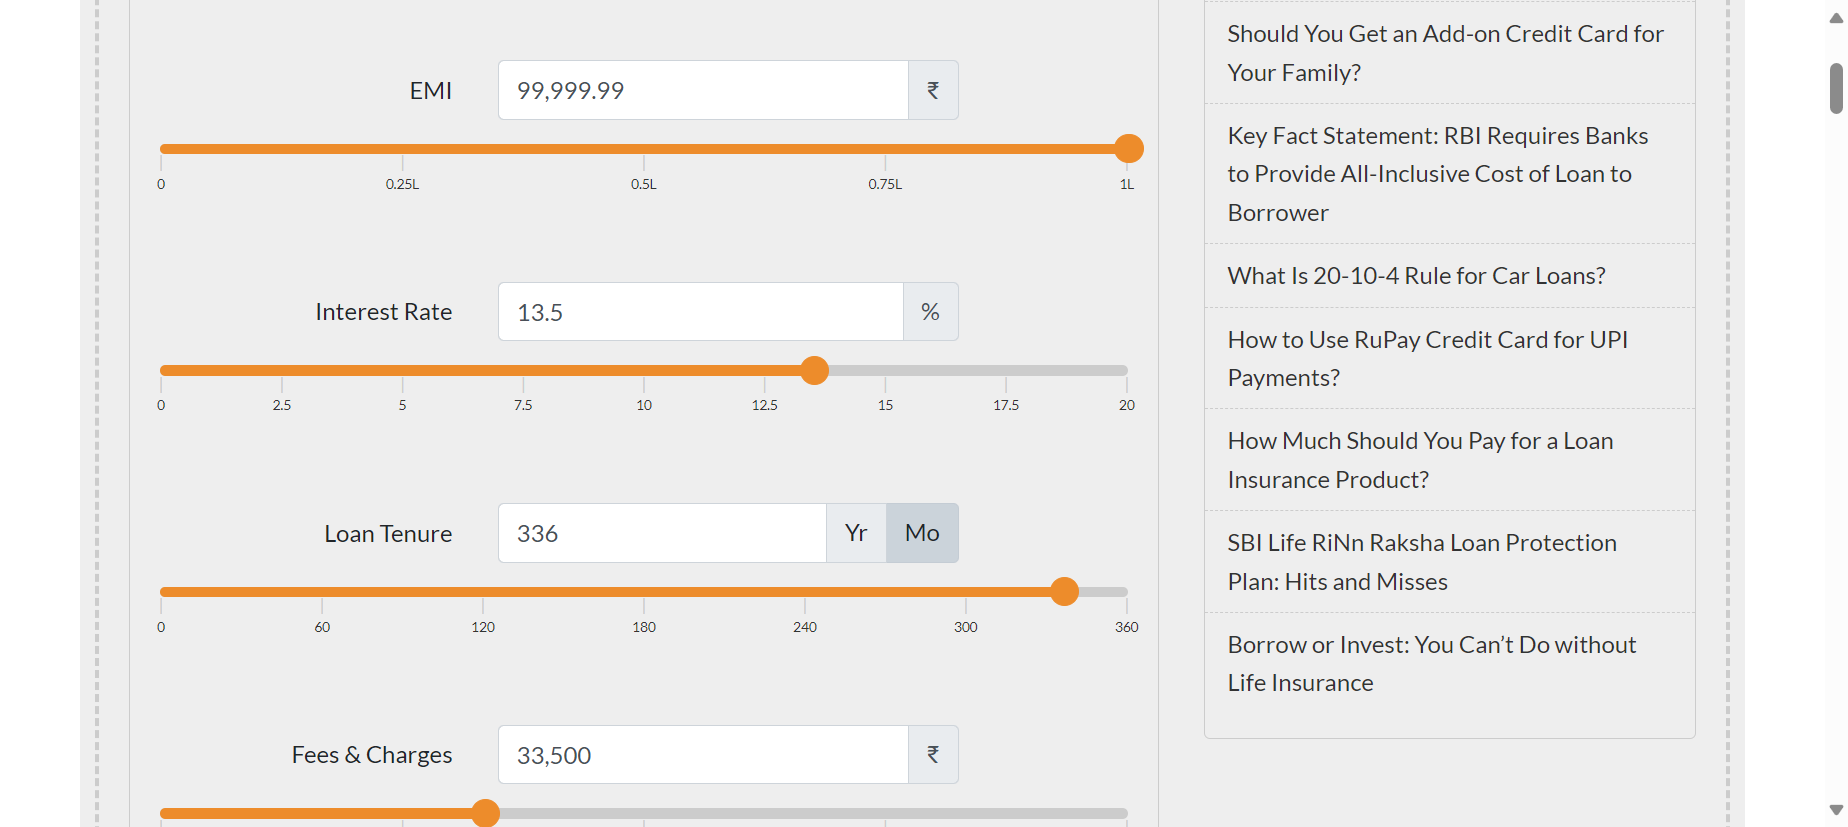 EMI
99,999.99
₹
0 0.25L 0.5L 0.75L 1L
Interest Rate
13.5
%
0 2.5 5 7.5 10 12.5 15 17.5 20
Loan Tenure
336
Yr
Mo
0 60 120 180 240 300 360
Fees & Charges
33,500
₹
Should You Get an Add-on Credit Card for
Your Family?
Key Fact Statement: RBI Requires Banks
to Provide All-Inclusive Cost of Loan to
Borrower
What Is 20-10-4 Rule for Car Loans?
How to Use RuPay Credit Card for UPI
Payments?
How Much Should You Pay for a Loan
Insurance Product?
SBI Life RiNn Raksha Loan Protection
Plan: Hits and Misses
Borrow or Invest: You Can’t Do without
Life Insurance